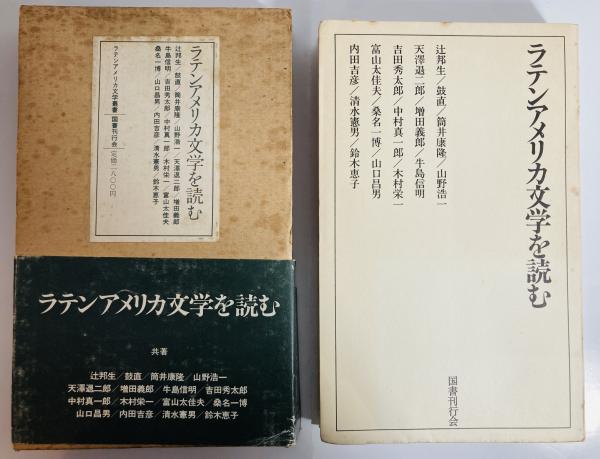 ラテンアメリカ文学を読む
辻邦生／鼓直／筒井康隆／山野浩一／天澤退二郎／増田義郎
牛島信明／吉田秀太郎／中村真一郎／木村栄一／富山太佳夫
桑名一博／山口昌男／内田吉彦／清水憲男／鈴木恵子
ラテンアメリカ文学叢書 国書刊行会 定価二八〇〇円
ラテンアメリカ文学を読む
共著
辻邦生／鼓直／筒井康隆／山野浩一
天澤退二郎／増田義郎／牛島信明／吉田秀太郎
中村真一郎／木村栄一／富山太佳夫／桑名一博
山口昌男／内田吉彦／清水憲男／鈴木恵子
ラテンアメリカ文学を読む
辻邦生／鼓直／筒井康隆／山野浩一
天澤退二郎／増田義郎／牛島信明
吉田秀太郎／中村真一郎／木村栄一
富山太佳夫／桑名一博／山口昌男
内田吉彦／清水憲男／鈴木恵子
国書刊行会